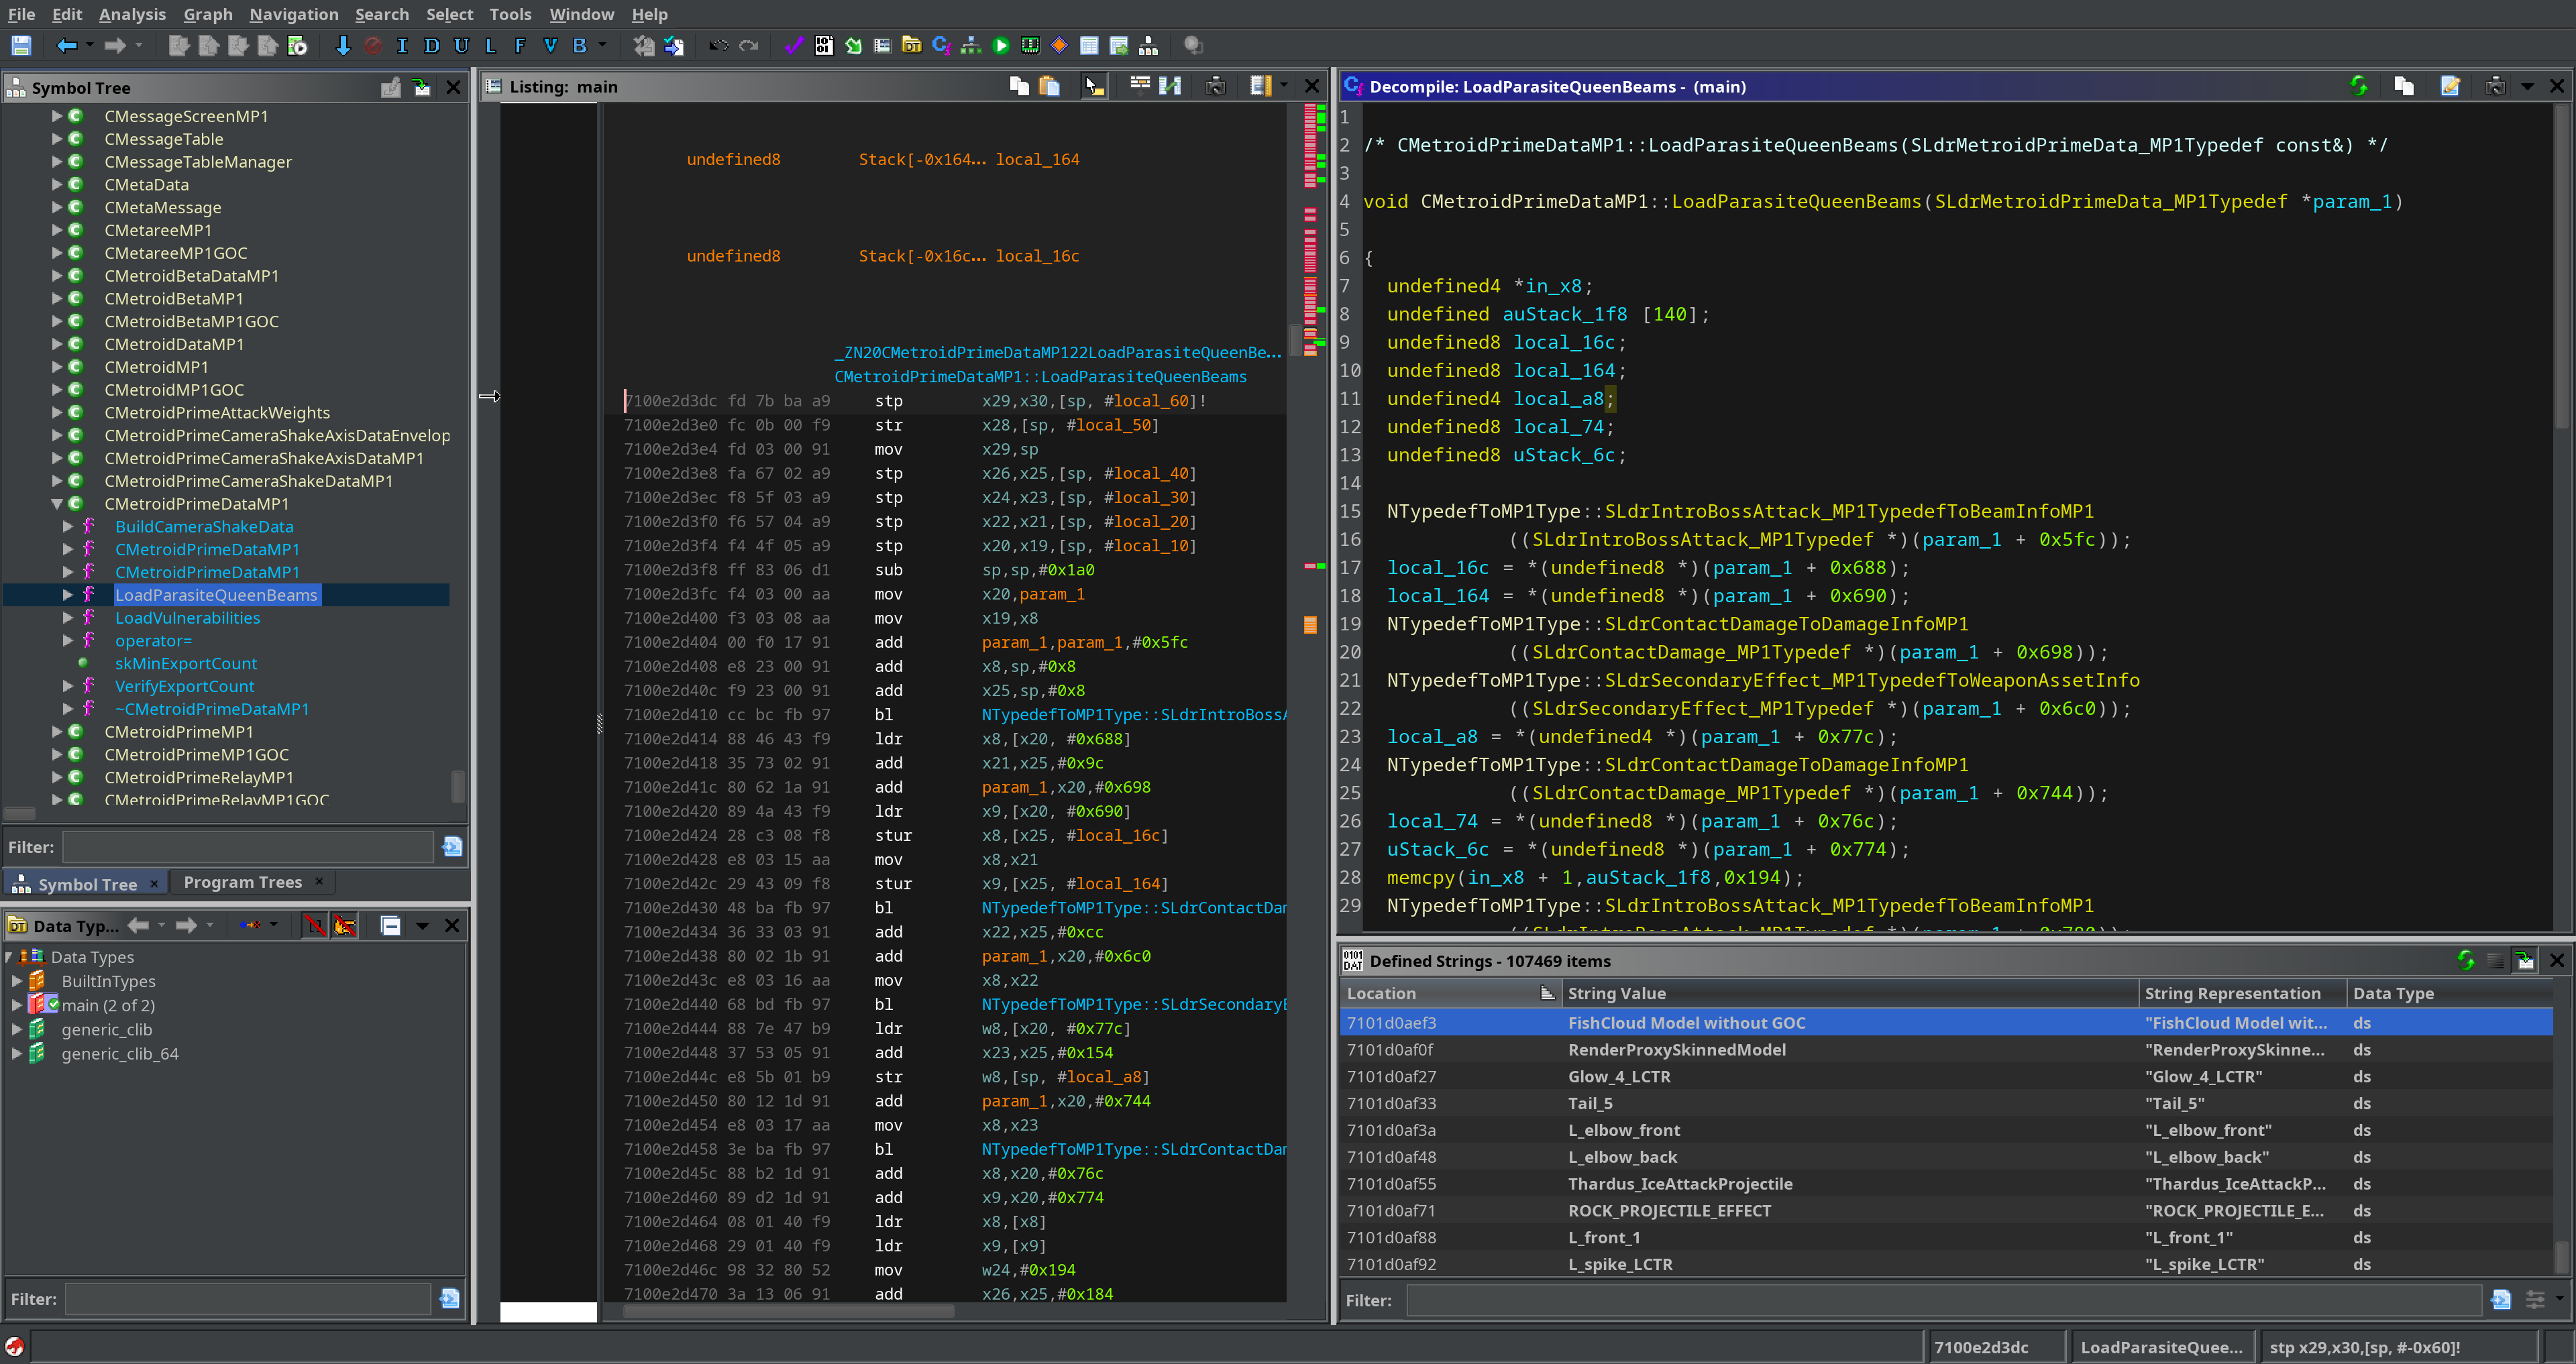 File Edit Analysis Graph Navigation Search Select Tools Window Help
I D U L F V B
Symbol Tree
CMessageScreenMP1
CMessageTable
CMessageTableManager
CMetaData
CMetaMessage
CMetareeMP1
CMetareeMP1GOC
CMetroidBetaDataMP1
CMetroidBetaMP1
CMetroidBetaMP1GOC
CMetroidDataMP1
CMetroidMP1
CMetroidMP1GOC
CMetroidPrimeAttackWeights
CMetroidPrimeCameraShakeAxisDataEnvelop
CMetroidPrimeCameraShakeAxisDataMP1
CMetroidPrimeCameraShakeDataMP1
CMetroidPrimeDataMP1
BuildCameraShakeData
CMetroidPrimeDataMP1
CMetroidPrimeDataMP1
LoadParasiteQueenBeams
LoadVulnerabilities
operator=
skMinExportCount
VerifyExportCount
~CMetroidPrimeDataMP1
CMetroidPrimeMP1
CMetroidPrimeMP1GOC
CMetroidPrimeRelayMP1
CMetroidPrimeRelayMP1GOC
Filter:
Symbol Tree × Program Trees ×
Data Typ...
Data Types
BuiltInTypes
main (2 of 2)
generic_clib
generic_clib_64
Filter:
Listing: main
undefined8 Stack[-0x164... local_164
undefined8 Stack[-0x16c... local_16c
_ZN20CMetroidPrimeDataMP122LoadParasiteQueenBe...
CMetroidPrimeDataMP1::LoadParasiteQueenBeams
7100e2d3dc fd 7b ba a9 stp x29,x30,[sp, #local_60]!
7100e2d3e0 fc 0b 00 f9 str x28,[sp, #local_50]
7100e2d3e4 fd 03 00 91 mov x29,sp
7100e2d3e8 fa 67 02 a9 stp x26,x25,[sp, #local_40]
7100e2d3ec f8 5f 03 a9 stp x24,x23,[sp, #local_30]
7100e2d3f0 f6 57 04 a9 stp x22,x21,[sp, #local_20]
7100e2d3f4 f4 4f 05 a9 stp x20,x19,[sp, #local_10]
7100e2d3f8 ff 83 06 d1 sub sp,sp,#0x1a0
7100e2d3fc f4 03 00 aa mov x20,param_1
7100e2d400 f3 03 08 aa mov x19,x8
7100e2d404 00 f0 17 91 add param_1,param_1,#0x5fc
7100e2d408 e8 23 00 91 add x8,sp,#0x8
7100e2d40c f9 23 00 91 add x25,sp,#0x8
7100e2d410 cc bc fb 97 bl NTypedefToMP1Type::SLdrIntroBossA
7100e2d414 88 46 43 f9 ldr x8,[x20, #0x688]
7100e2d418 35 73 02 91 add x21,x25,#0x9c
7100e2d41c 80 62 1a 91 add param_1,x20,#0x698
7100e2d420 89 4a 43 f9 ldr x9,[x20, #0x690]
7100e2d424 28 c3 08 f8 stur x8,[x25, #local_16c]
7100e2d428 e8 03 15 aa mov x8,x21
7100e2d42c 29 43 09 f8 stur x9,[x25, #local_164]
7100e2d430 48 ba fb 97 bl NTypedefToMP1Type::SLdrContactDam
7100e2d434 36 33 03 91 add x22,x25,#0xcc
7100e2d438 80 02 1b 91 add param_1,x20,#0x6c0
7100e2d43c e8 03 16 aa mov x8,x22
7100e2d440 68 bd fb 97 bl NTypedefToMP1Type::SLdrSecondaryE
7100e2d444 88 7e 47 b9 ldr w8,[x20, #0x77c]
7100e2d448 37 53 05 91 add x23,x25,#0x154
7100e2d44c e8 5b 01 b9 str w8,[sp, #local_a8]
7100e2d450 80 12 1d 91 add param_1,x20,#0x744
7100e2d454 e8 03 17 aa mov x8,x23
7100e2d458 3e ba fb 97 bl NTypedefToMP1Type::SLdrContactDam
7100e2d45c 88 b2 1d 91 add x8,x20,#0x76c
7100e2d460 89 d2 1d 91 add x9,x20,#0x774
7100e2d464 08 01 40 f9 ldr x8,[x8]
7100e2d468 29 01 40 f9 ldr x9,[x9]
7100e2d46c 98 32 80 52 mov w24,#0x194
7100e2d470 3a 13 06 91 add x26,x25,#0x184
Decompile: LoadParasiteQueenBeams - (main)
1
2 /* CMetroidPrimeDataMP1::LoadParasiteQueenBeams(SLdrMetroidPrimeData_MP1Typedef const&) */
3
4 void CMetroidPrimeDataMP1::LoadParasiteQueenBeams(SLdrMetroidPrimeData_MP1Typedef *param_1)
5
6 {
7 undefined4 *in_x8;
8 undefined auStack_1f8 [140];
9 undefined8 local_16c;
10 undefined8 local_164;
11 undefined4 local_a8;
12 undefined8 local_74;
13 undefined8 uStack_6c;
14
15 NTypedefToMP1Type::SLdrIntroBossAttack_MP1TypedefToBeamInfoMP1
16 ((SLdrIntroBossAttack_MP1Typedef *)(param_1 + 0x5fc));
17 local_16c = *(undefined8 *)(param_1 + 0x688);
18 local_164 = *(undefined8 *)(param_1 + 0x690);
19 NTypedefToMP1Type::SLdrContactDamageToDamageInfoMP1
20 ((SLdrContactDamage_MP1Typedef *)(param_1 + 0x698));
21 NTypedefToMP1Type::SLdrSecondaryEffect_MP1TypedefToWeaponAssetInfo
22 ((SLdrSecondaryEffect_MP1Typedef *)(param_1 + 0x6c0));
23 local_a8 = *(undefined4 *)(param_1 + 0x77c);
24 NTypedefToMP1Type::SLdrContactDamageToDamageInfoMP1
25 ((SLdrContactDamage_MP1Typedef *)(param_1 + 0x744));
26 local_74 = *(undefined8 *)(param_1 + 0x76c);
27 uStack_6c = *(undefined8 *)(param_1 + 0x774);
28 memcpy(in_x8 + 1,auStack_1f8,0x194);
29 NTypedefToMP1Type::SLdrIntroBossAttack_MP1TypedefToBeamInfoMP1
Defined Strings - 107469 items
Location String Value String Representation Data Type
7101d0aef3 FishCloud Model without GOC "FishCloud Model wit... ds
7101d0af0f RenderProxySkinnedModel "RenderProxySkinne... ds
7101d0af27 Glow_4_LCTR "Glow_4_LCTR" ds
7101d0af33 Tail_5 "Tail_5" ds
7101d0af3a L_elbow_front "L_elbow_front" ds
7101d0af48 L_elbow_back "L_elbow_back" ds
7101d0af55 Thardus_IceAttackProjectile "Thardus_IceAttackP... ds
7101d0af71 ROCK_PROJECTILE_EFFECT "ROCK_PROJECTILE_E... ds
7101d0af88 L_front_1 "L_front_1" ds
7101d0af92 L_spike_LCTR "L_spike_LCTR" ds
Filter:
7100e2d3dc LoadParasiteQuee... stp x29,x30,[sp, #-0x60]!